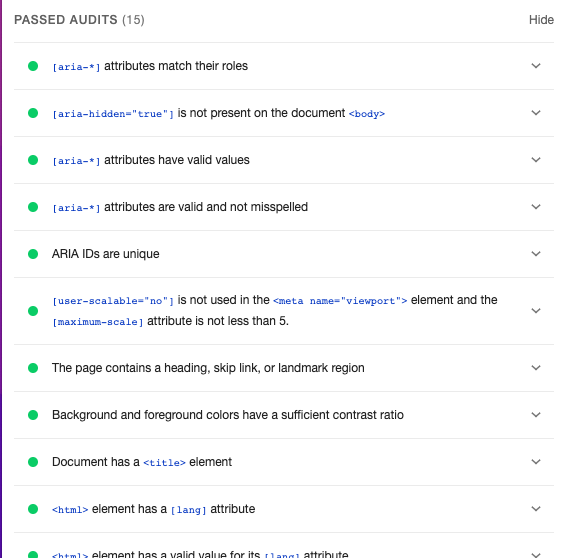 PASSED AUDITS (15)
Hide
[aria-*] attributes match their roles
[aria-hidden="true"] is not present on the document <body>
[aria-*] attributes have valid values
[aria-*] attributes are valid and not misspelled
ARIA IDs are unique
[user-scalable="no"] is not used in the <meta name="viewport"> element and the
[maximum-scale] attribute is not less than 5.
The page contains a heading, skip link, or landmark region
Background and foreground colors have a sufficient contrast ratio
Document has a <title> element
<html> element has a [lang] attribute
<html> element has a valid value for its [lang] attribute